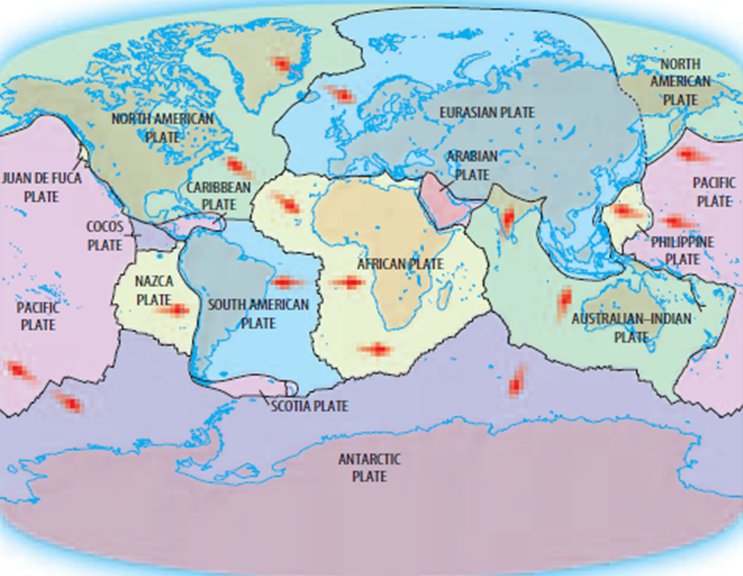 NORTH AMERICAN
PLATE
EURASIAN PLATE
NORTH
AMERICAN
PLATE
JUAN DE FUCA
PLATE
CARIBBEAN
PLATE
ARABIAN
PLATE
PACIFIC
PLATE
COCOS
PLATE
AFRICAN PLATE
PHILIPPINE
PLATE
NAZCA
PLATE
SOUTH AMERICAN
PLATE
PACIFIC
PLATE
AUSTRALIAN–INDIAN
PLATE
SCOTIA PLATE
ANTARCTIC
PLATE